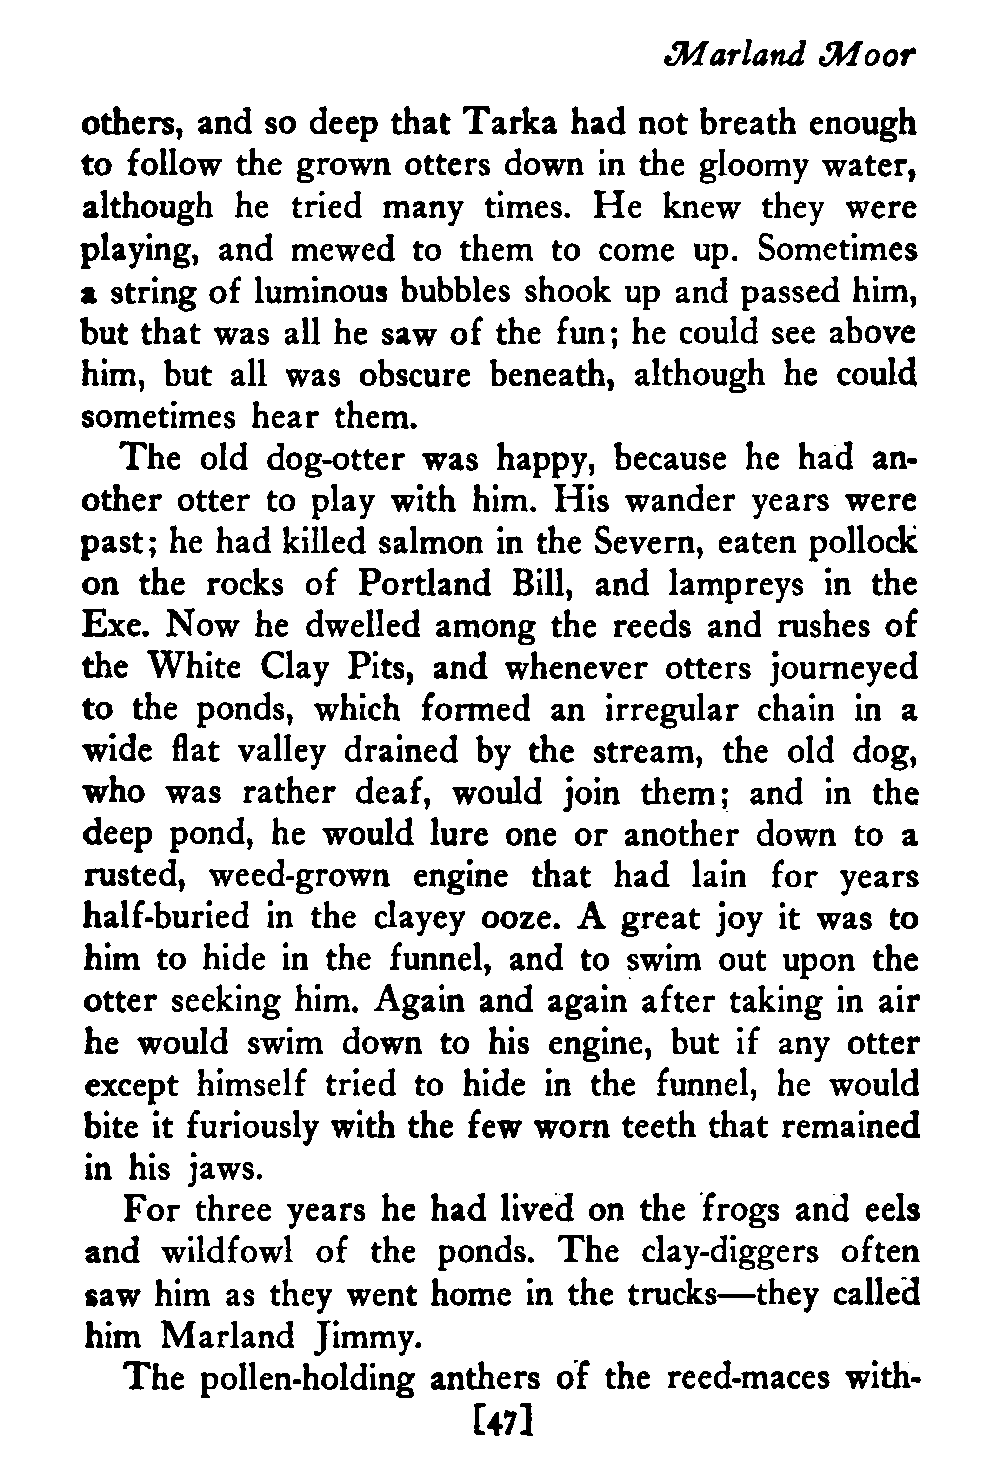 Marland Moor
others, and so deep that Tarka had not breath enough
to follow the grown otters down in the gloomy water,
although he tried many times. He knew they were
playing, and mewed to them to come up. Sometimes
a string of luminous bubbles shook up and passed him,
but that was all he saw of the fun; he could see above
him, but all was obscure beneath, although he could
sometimes hear them.
The old dog-otter was happy, because he had an-
other otter to play with him. His wander years were
past; he had killed salmon in the Severn, eaten pollock
on the rocks of Portland Bill, and lampreys in the
Exe. Now he dwelled among the reeds and rushes of
the White Clay Pits, and whenever otters journeyed
to the ponds, which formed an irregular chain in a
wide flat valley drained by the stream, the old dog,
who was rather deaf, would join them; and in the
deep pond, he would lure one or another down to a
rusted, weed-grown engine that had lain for years
half-buried in the clayey ooze. A great joy it was to
him to hide in the funnel, and to swim out upon the
otter seeking him. Again and again after taking in air
he would swim down to his engine, but if any otter
except himself tried to hide in the funnel, he would
bite it furiously with the few worn teeth that remained
in his jaws.
For three years he had lived on the frogs and eels
and wildfowl of the ponds. The clay-diggers often
saw him as they went home in the trucks—they called
him Marland Jimmy.
The pollen-holding anthers of the reed-maces with-
[47]